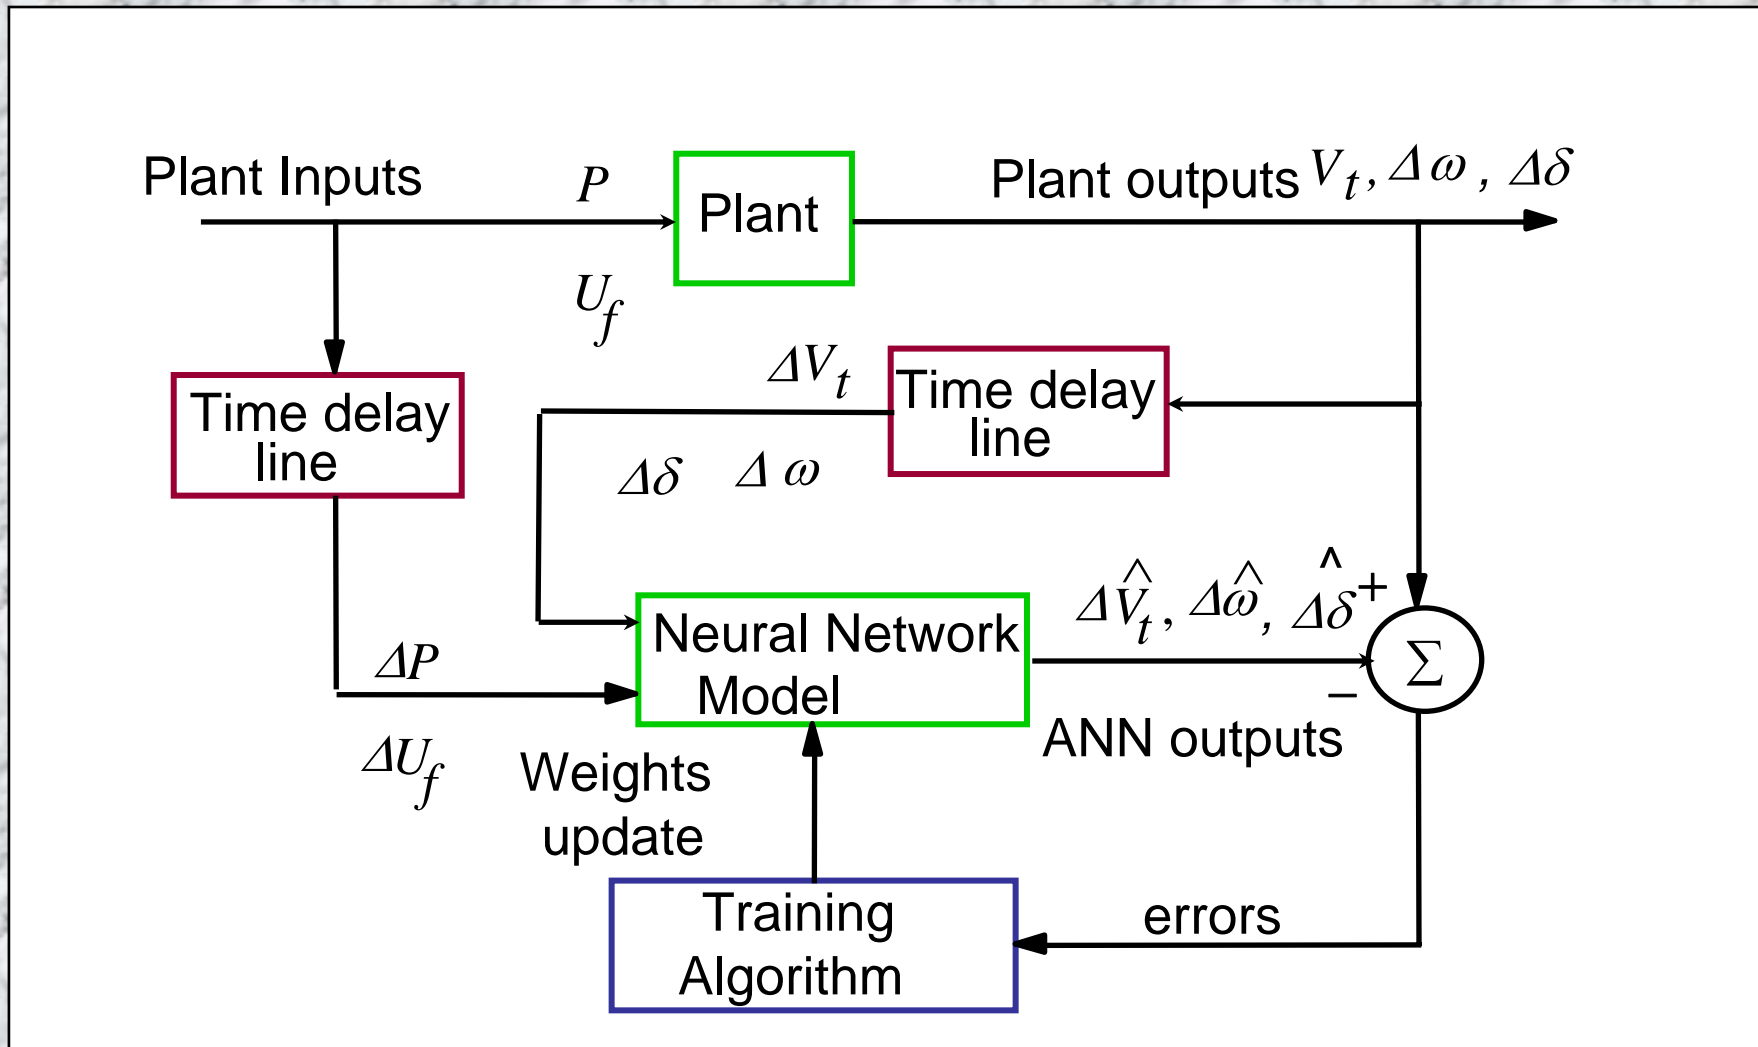 Plant Inputs
P
Plant
Plant outputs V_t, Δω, Δδ
U_f
ΔV_t
Time delay
line
Time delay
line
Δδ Δω
ΔV̂_t, Δω̂, Δδ̂ +
Neural Network
Model
Σ
ΔP
−
ΔU_f
ANN outputs
Weights
update
Training
Algorithm
errors